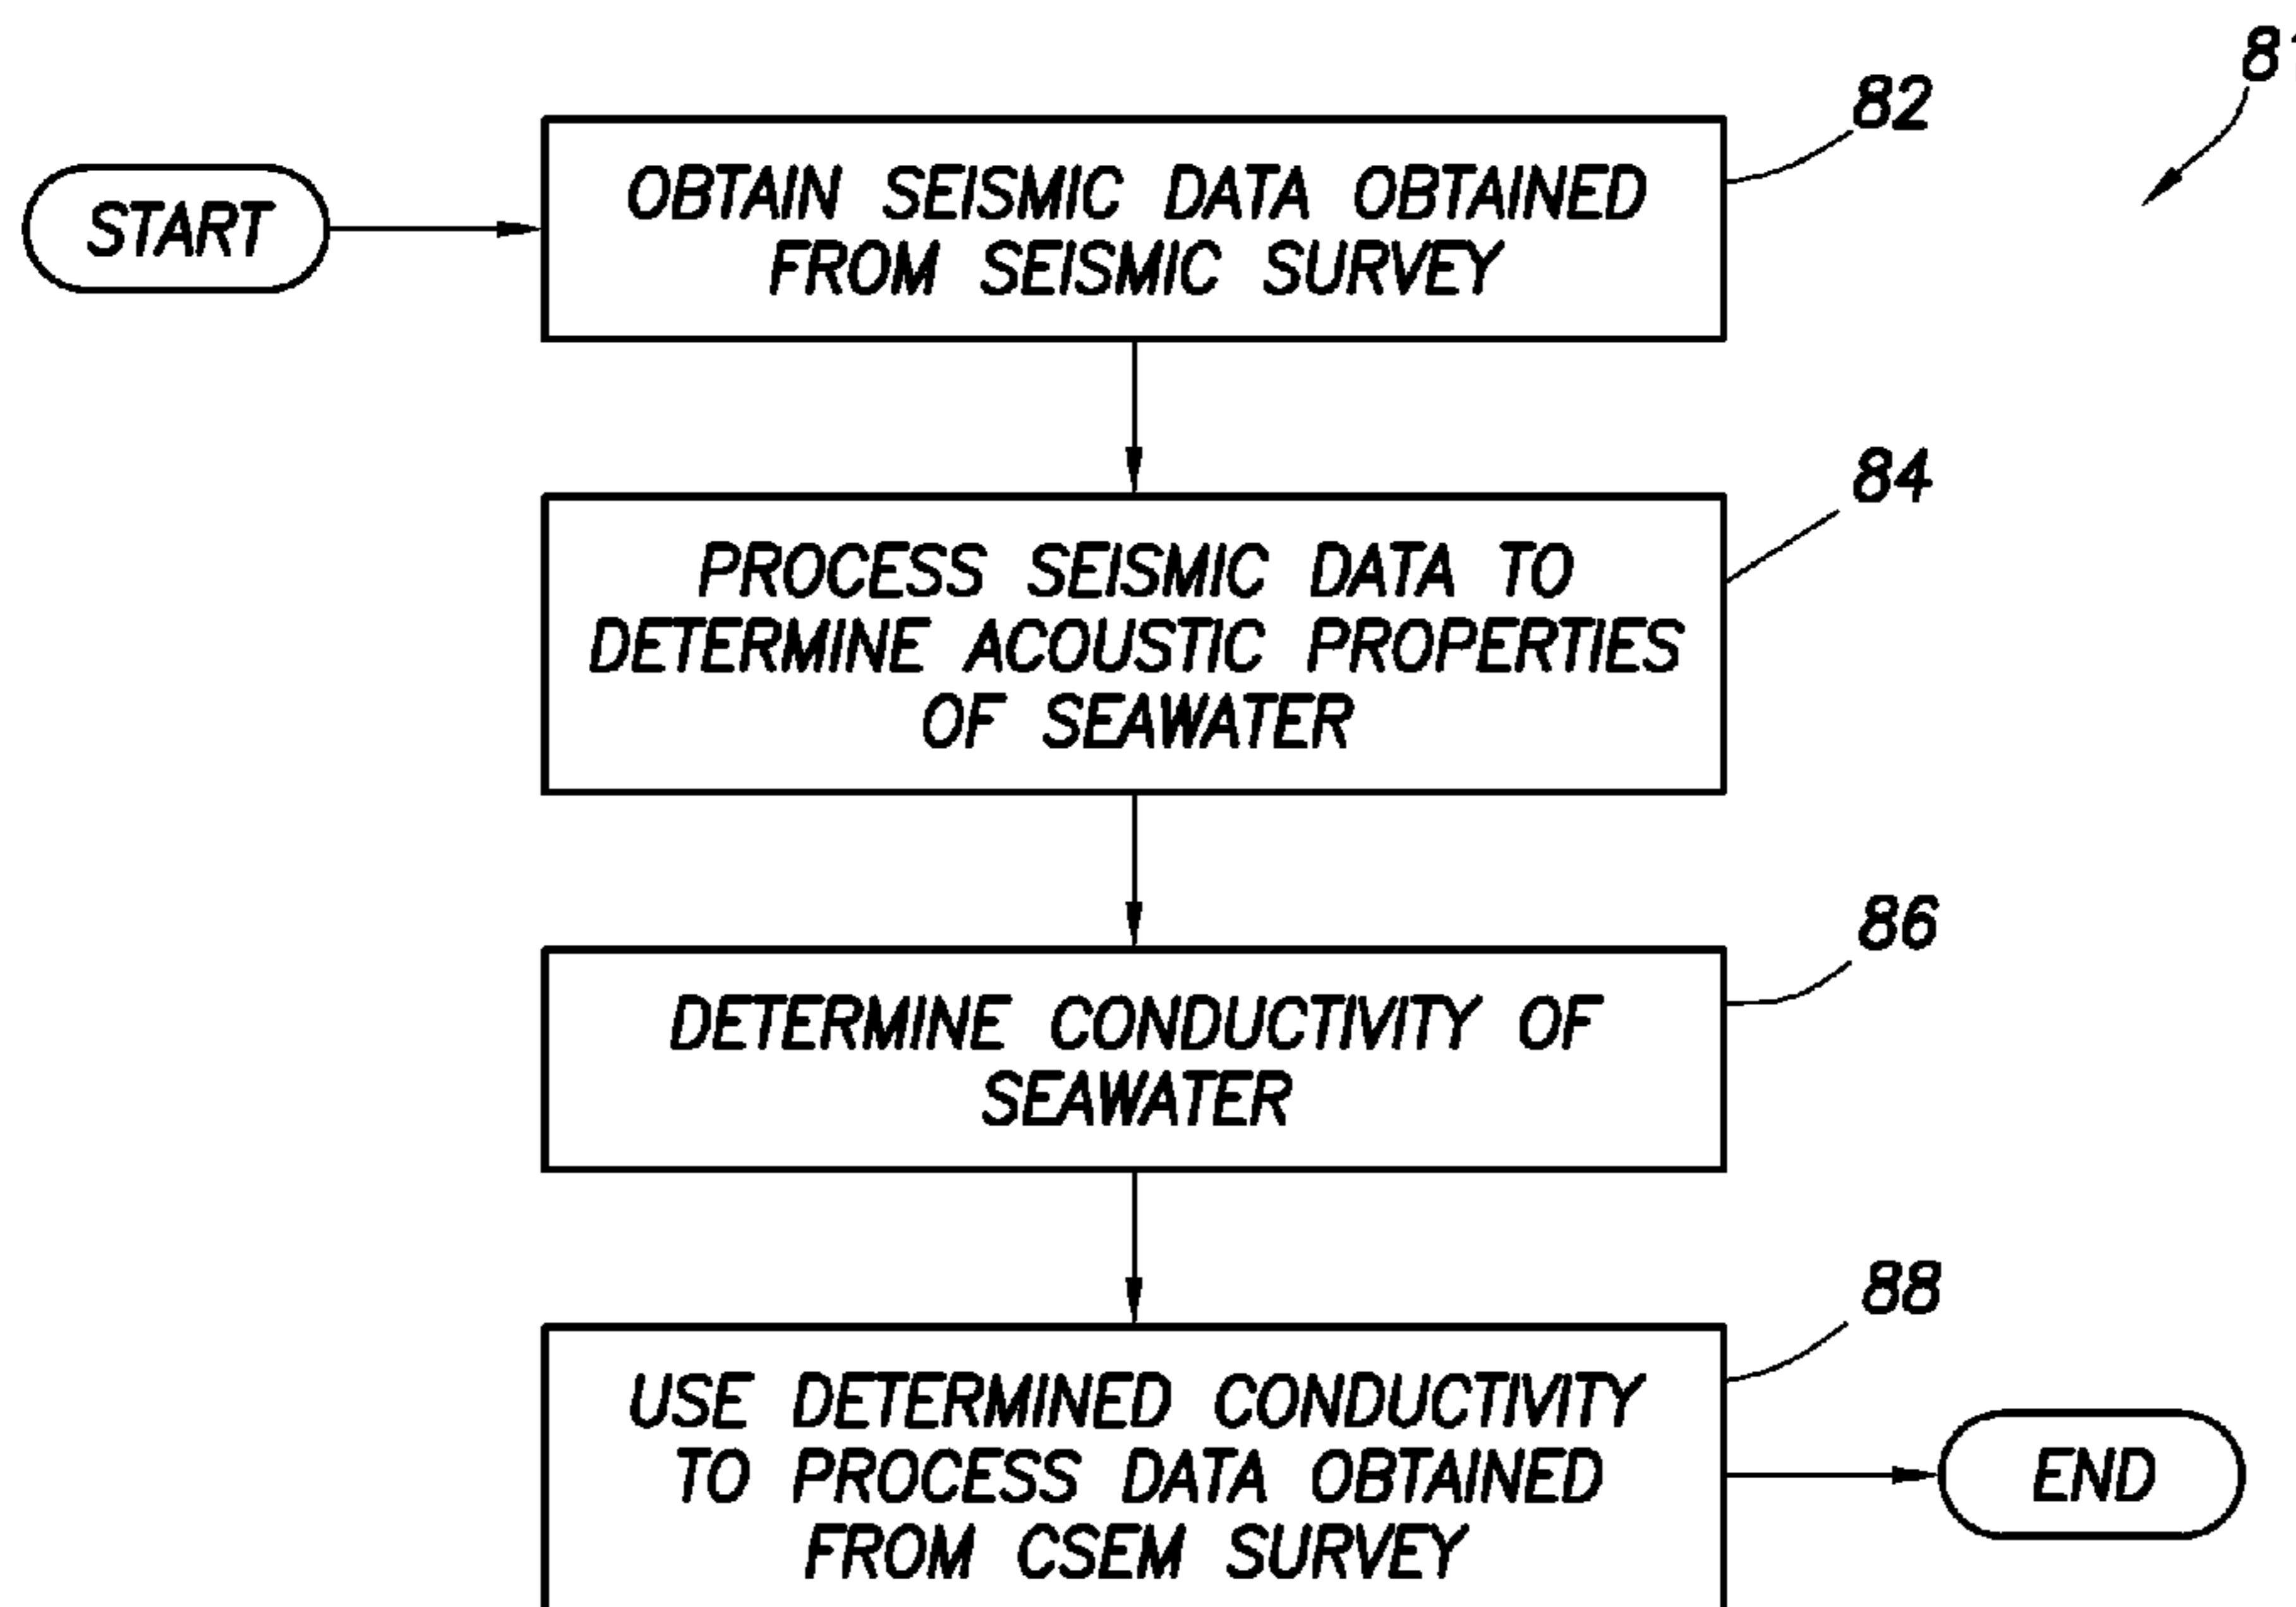 82
START
OBTAIN SEISMIC DATA OBTAINED
FROM SEISMIC SURVEY
84
PROCESS SEISMIC DATA TO
DETERMINE ACOUSTIC PROPERTIES
OF SEAWATER
86
DETERMINE CONDUCTIVITY OF
SEAWATER
88
USE DETERMINED CONDUCTIVITY
TO PROCESS DATA OBTAINED
FROM CSEM SURVEY
END